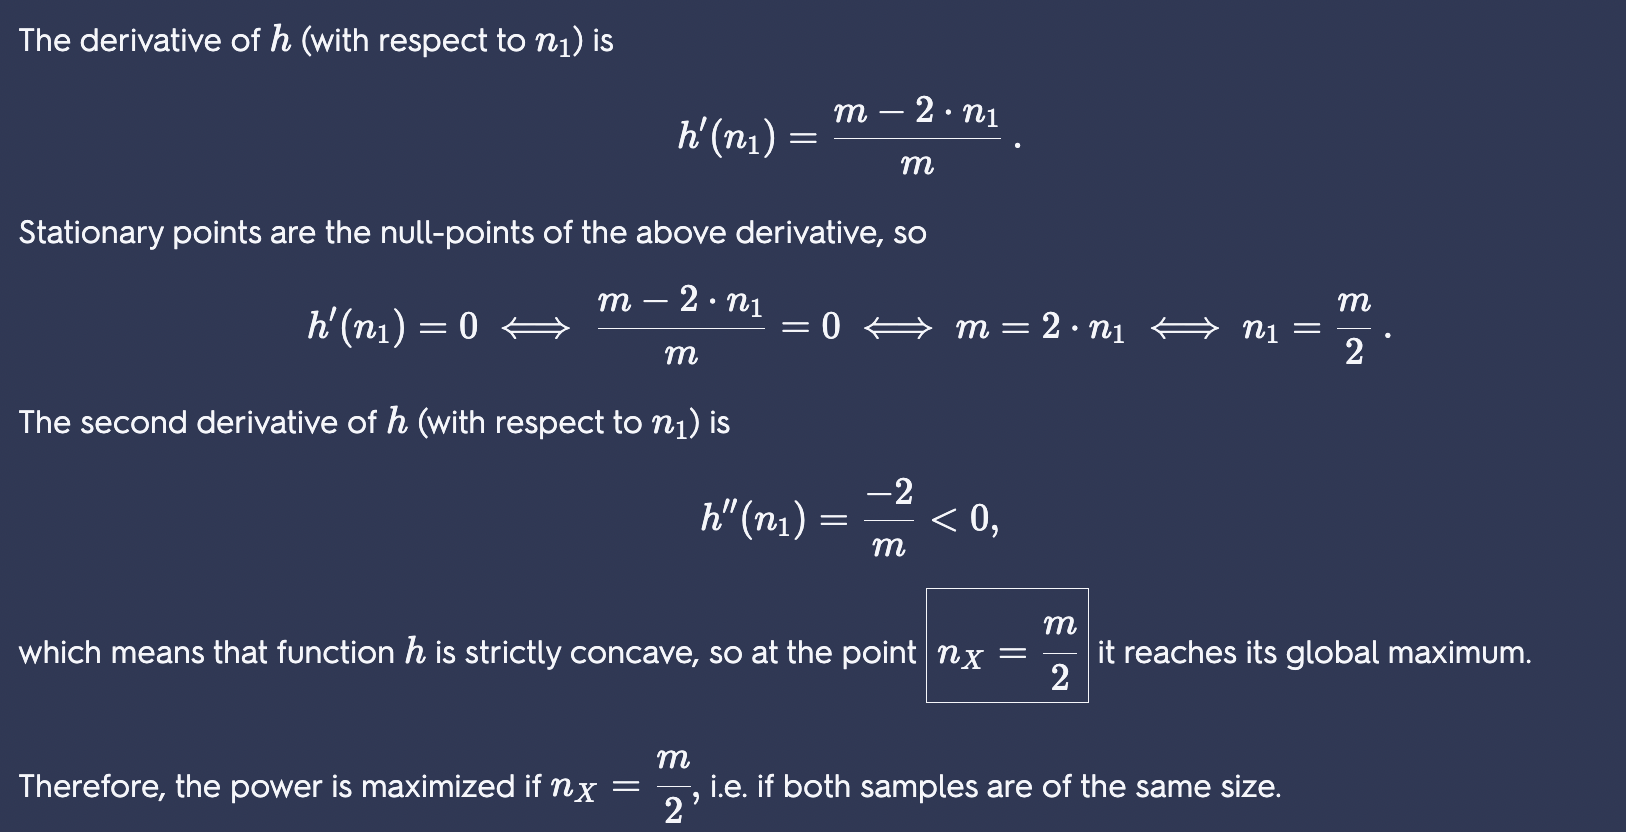 The derivative of h (with respect to n₁) is
h′(n₁) = (m − 2 · n₁)/m .
Stationary points are the null-points of the above derivative, so
h′(n₁) = 0 ⟺ (m − 2 · n₁)/m = 0 ⟺ m = 2 · n₁ ⟺ n₁ = m/2 .
The second derivative of h (with respect to n₁) is
h″(n₁) = −2/m < 0,
which means that function h is strictly concave, so at the point n_X = m/2 it reaches its global maximum.
Therefore, the power is maximized if n_X = m/2, i.e. if both samples are of the same size.